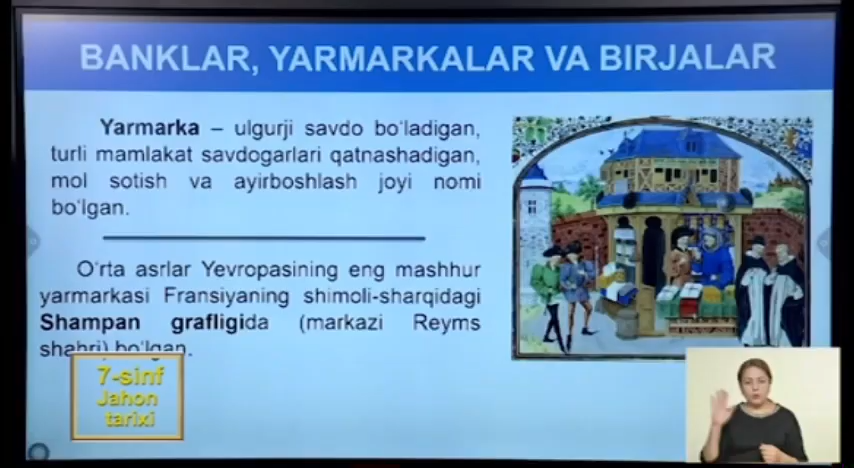 BANKLAR, YARMARKALAR VA BIRJALAR
Yarmarka – ulgurji savdo bo'ladigan,
turli mamlakat savdogarlari qatnashadigan,
mol sotish va ayirboshlash joyi nomi
bo'lgan.
O'rta asrlar Yevropasining eng mashhur
yarmarkasi Fransiyaning shimoli-sharqidagi
Shampan grafligida (markazi Reyms
shahri) bo'lgan.
7-sinf
Jahon
tarixi